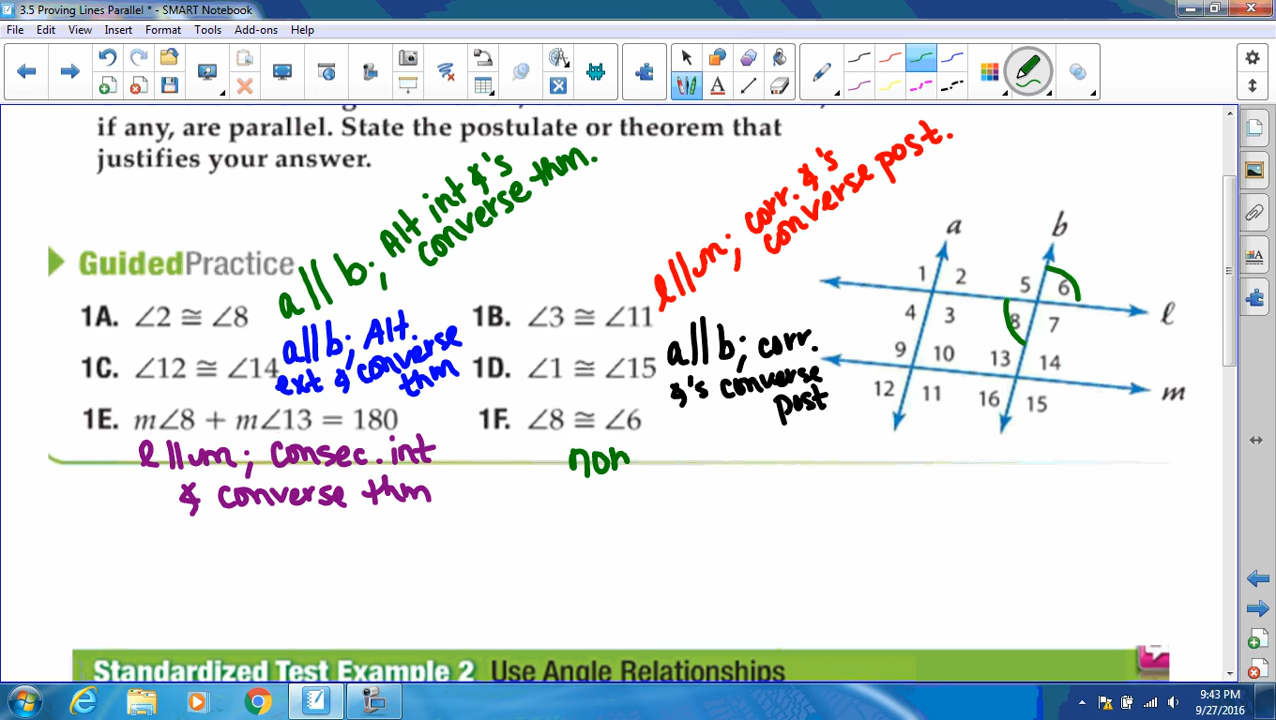 3.5 Proving Lines Parallel * - SMART Notebook
File Edit View Insert Format Tools Add-ons Help
if any, are parallel. State the postulate or theorem that
justifies your answer.
Alt int ∡'s
converse thm.
a || b;
corr. ∡'s
converse post.
l || m;
GuidedPractice
1A. ∠2 ≅ ∠8
1B. ∠3 ≅ ∠11
a || b; Alt.
ext ∡ converse
thm
a || b; corr.
∡'s converse
post
1C. ∠12 ≅ ∠14
1D. ∠1 ≅ ∠15
1E. m∠8 + m∠13 = 180
1F. ∠8 ≅ ∠6
l || m; Consec. int
∡ converse thm
non
a b
1 2 5 6
4 3 8 7
ℓ
9 10 13 14
12 11 16 15
m
Standardized Test Example 2 Use Angle Relationships
9:43 PM
9/27/2016